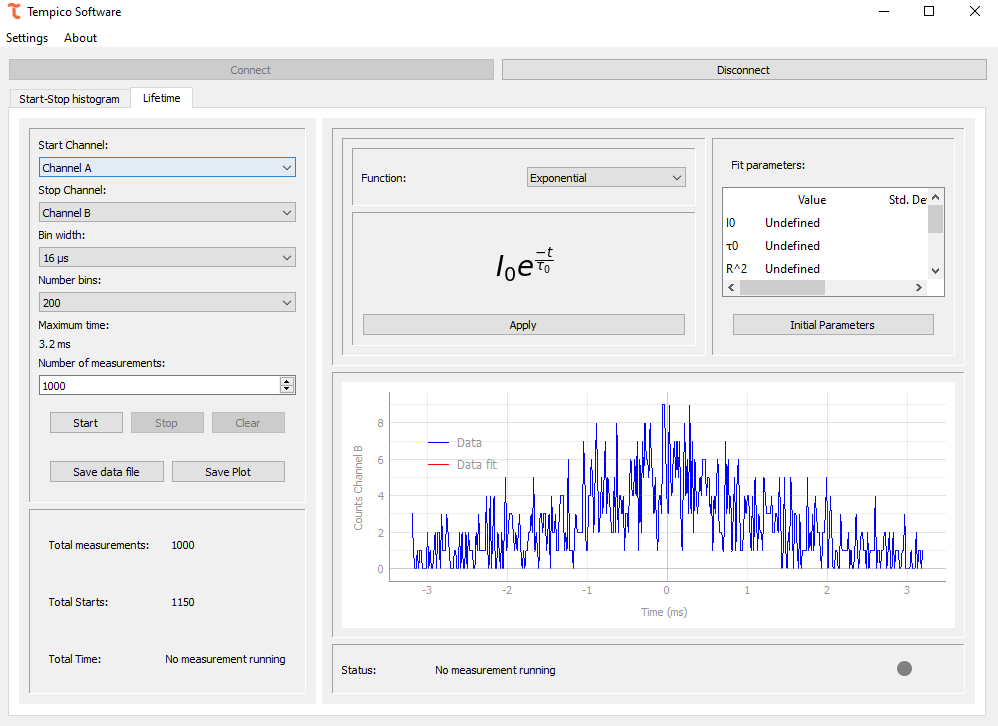 Tempico Software
Settings About
Connect Disconnect
Start-Stop histogram Lifetime
Start Channel:
Channel A
Stop Channel:
Channel B
Bin width:
16 µs
Number bins:
200
Maximum time:
3.2 ms
Number of measurements:
1000
Start Stop Clear
Save data file Save Plot
Total measurements: 1000
Total Starts: 1150
Total Time: No measurement running
Function: Exponential
I₀e^(-t/τ₀)
Apply
Fit parameters:
Value Std. De
I0 Undefined
τ0 Undefined
R^2 Undefined
Initial Parameters
Counts Channel B
8
6
4
2
0
Data
Data fit
-3 -2 -1 0 1 2 3
Time (ms)
Status: No measurement running